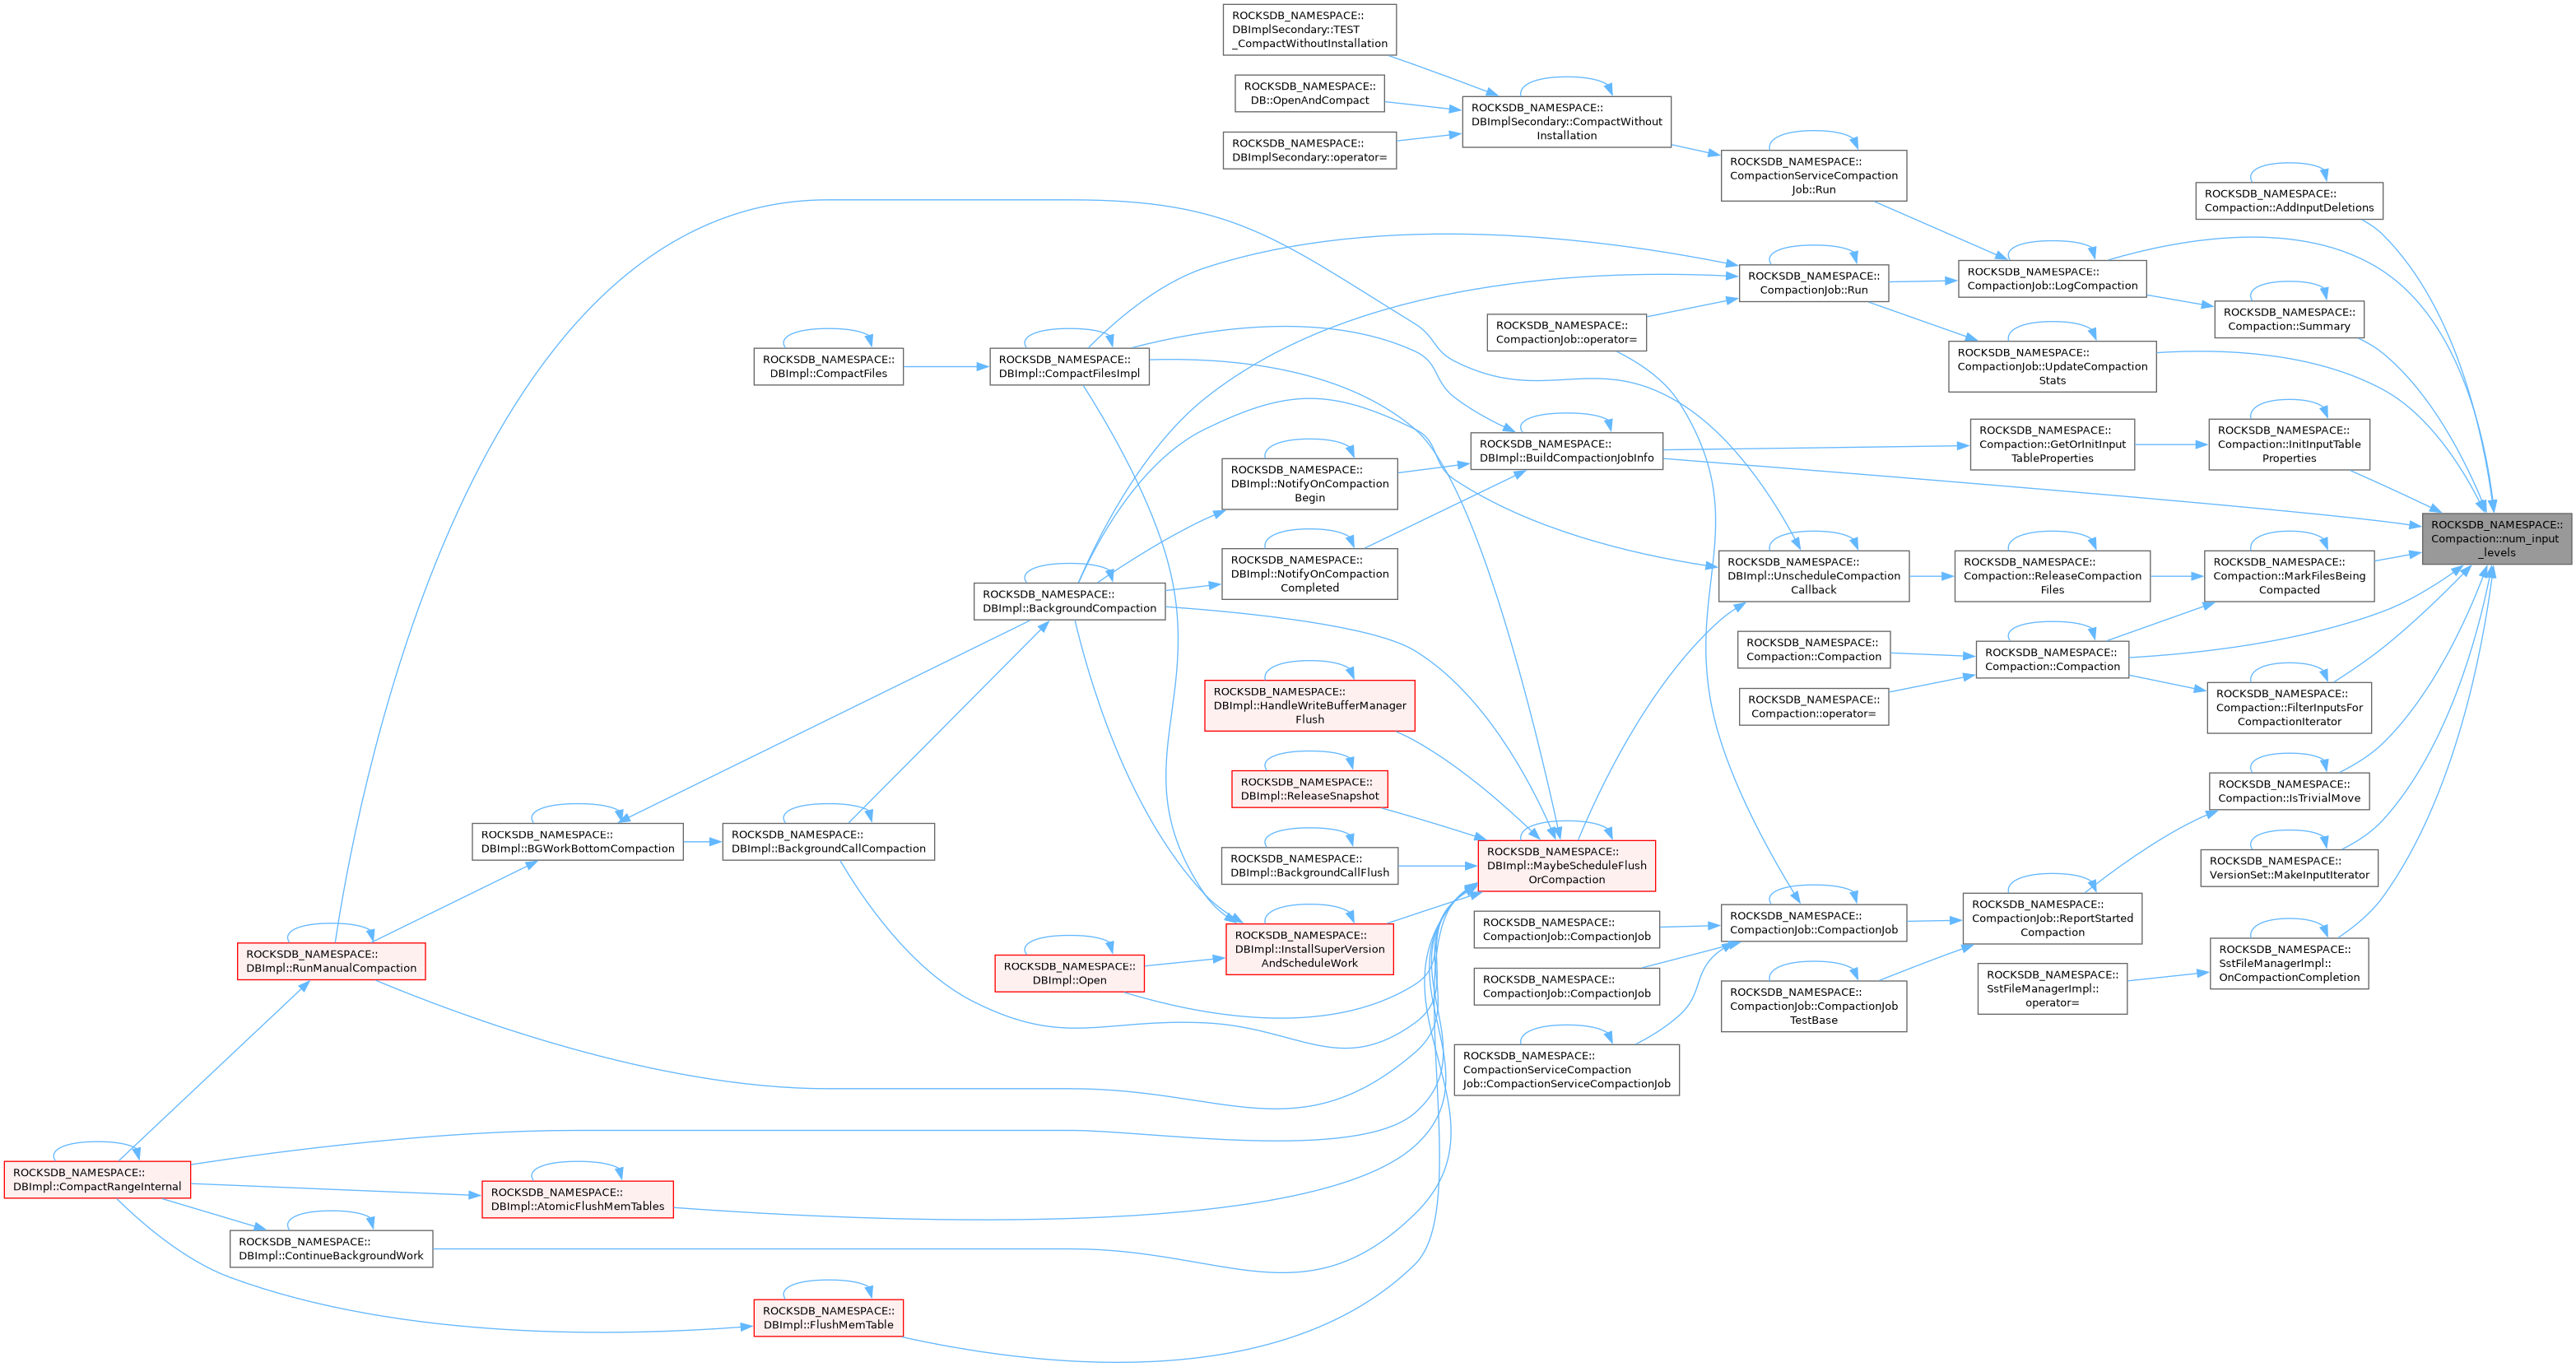 ROCKSDB_NAMESPACE::
DBImplSecondary::TEST
_CompactWithoutInstallation
ROCKSDB_NAMESPACE::
DB::OpenAndCompact
ROCKSDB_NAMESPACE::
DBImplSecondary::operator=
ROCKSDB_NAMESPACE::
DBImplSecondary::CompactWithout
Installation
ROCKSDB_NAMESPACE::
CompactionServiceCompaction
Job::Run
ROCKSDB_NAMESPACE::
Compaction::AddInputDeletions
ROCKSDB_NAMESPACE::
CompactionJob::Run
ROCKSDB_NAMESPACE::
CompactionJob::LogCompaction
ROCKSDB_NAMESPACE::
Compaction::Summary
ROCKSDB_NAMESPACE::
CompactionJob::operator=
ROCKSDB_NAMESPACE::
CompactionJob::UpdateCompaction
Stats
ROCKSDB_NAMESPACE::
DBImpl::CompactFiles
ROCKSDB_NAMESPACE::
DBImpl::CompactFilesImpl
ROCKSDB_NAMESPACE::
DBImpl::BuildCompactionJobInfo
ROCKSDB_NAMESPACE::
Compaction::GetOrInitInput
TableProperties
ROCKSDB_NAMESPACE::
Compaction::InitInputTable
Properties
ROCKSDB_NAMESPACE::
DBImpl::NotifyOnCompaction
Begin
ROCKSDB_NAMESPACE::
Compaction::num_input
_levels
ROCKSDB_NAMESPACE::
DBImpl::NotifyOnCompaction
Completed
ROCKSDB_NAMESPACE::
DBImpl::UnscheduleCompaction
Callback
ROCKSDB_NAMESPACE::
Compaction::ReleaseCompaction
Files
ROCKSDB_NAMESPACE::
Compaction::MarkFilesBeing
Compacted
ROCKSDB_NAMESPACE::
DBImpl::BackgroundCompaction
ROCKSDB_NAMESPACE::
Compaction::Compaction
ROCKSDB_NAMESPACE::
Compaction::Compaction
ROCKSDB_NAMESPACE::
Compaction::operator=
ROCKSDB_NAMESPACE::
Compaction::FilterInputsFor
CompactionIterator
ROCKSDB_NAMESPACE::
DBImpl::HandleWriteBufferManager
Flush
ROCKSDB_NAMESPACE::
DBImpl::ReleaseSnapshot
ROCKSDB_NAMESPACE::
Compaction::IsTrivialMove
ROCKSDB_NAMESPACE::
DBImpl::BGWorkBottomCompaction
ROCKSDB_NAMESPACE::
DBImpl::BackgroundCallCompaction
ROCKSDB_NAMESPACE::
DBImpl::BackgroundCallFlush
ROCKSDB_NAMESPACE::
DBImpl::MaybeScheduleFlush
OrCompaction
ROCKSDB_NAMESPACE::
VersionSet::MakeInputIterator
ROCKSDB_NAMESPACE::
CompactionJob::CompactionJob
ROCKSDB_NAMESPACE::
CompactionJob::CompactionJob
ROCKSDB_NAMESPACE::
CompactionJob::ReportStarted
Compaction
ROCKSDB_NAMESPACE::
DBImpl::RunManualCompaction
ROCKSDB_NAMESPACE::
DBImpl::Open
ROCKSDB_NAMESPACE::
DBImpl::InstallSuperVersion
AndScheduleWork
ROCKSDB_NAMESPACE::
CompactionJob::CompactionJob
ROCKSDB_NAMESPACE::
CompactionJob::CompactionJob
TestBase
ROCKSDB_NAMESPACE::
SstFileManagerImpl::
operator=
ROCKSDB_NAMESPACE::
SstFileManagerImpl::
OnCompactionCompletion
ROCKSDB_NAMESPACE::
CompactionServiceCompaction
Job::CompactionServiceCompactionJob
ROCKSDB_NAMESPACE::
DBImpl::CompactRangeInternal
ROCKSDB_NAMESPACE::
DBImpl::AtomicFlushMemTables
ROCKSDB_NAMESPACE::
DBImpl::ContinueBackgroundWork
ROCKSDB_NAMESPACE::
DBImpl::FlushMemTable